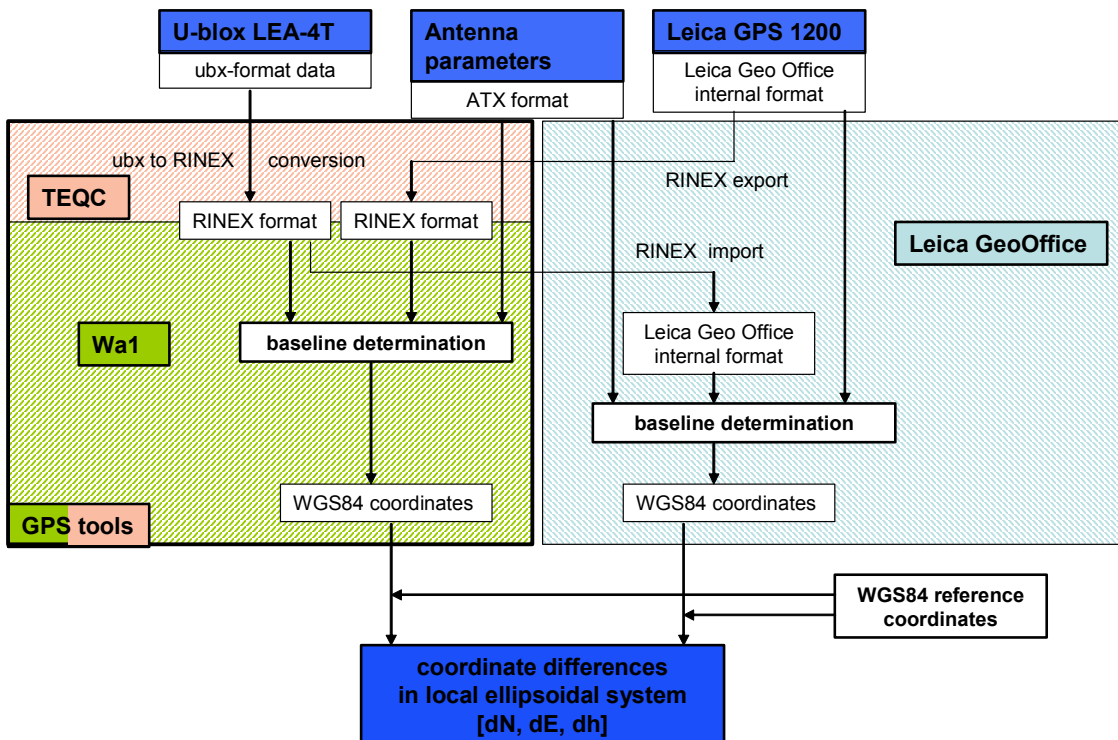 U-blox LEA-4T
ubx-format data
Antenna
parameters
ATX format
Leica GPS 1200
Leica Geo Office
internal format
ubx to RINEX conversion
TEQC
RINEX format
RINEX format
RINEX export
RINEX import
Leica GeoOffice
Wa1
baseline determination
Leica Geo Office
internal format
baseline determination
WGS84 coordinates
WGS84 coordinates
GPS tools
WGS84 reference
coordinates
coordinate differences
in local ellipsoidal system
[dN, dE, dh]